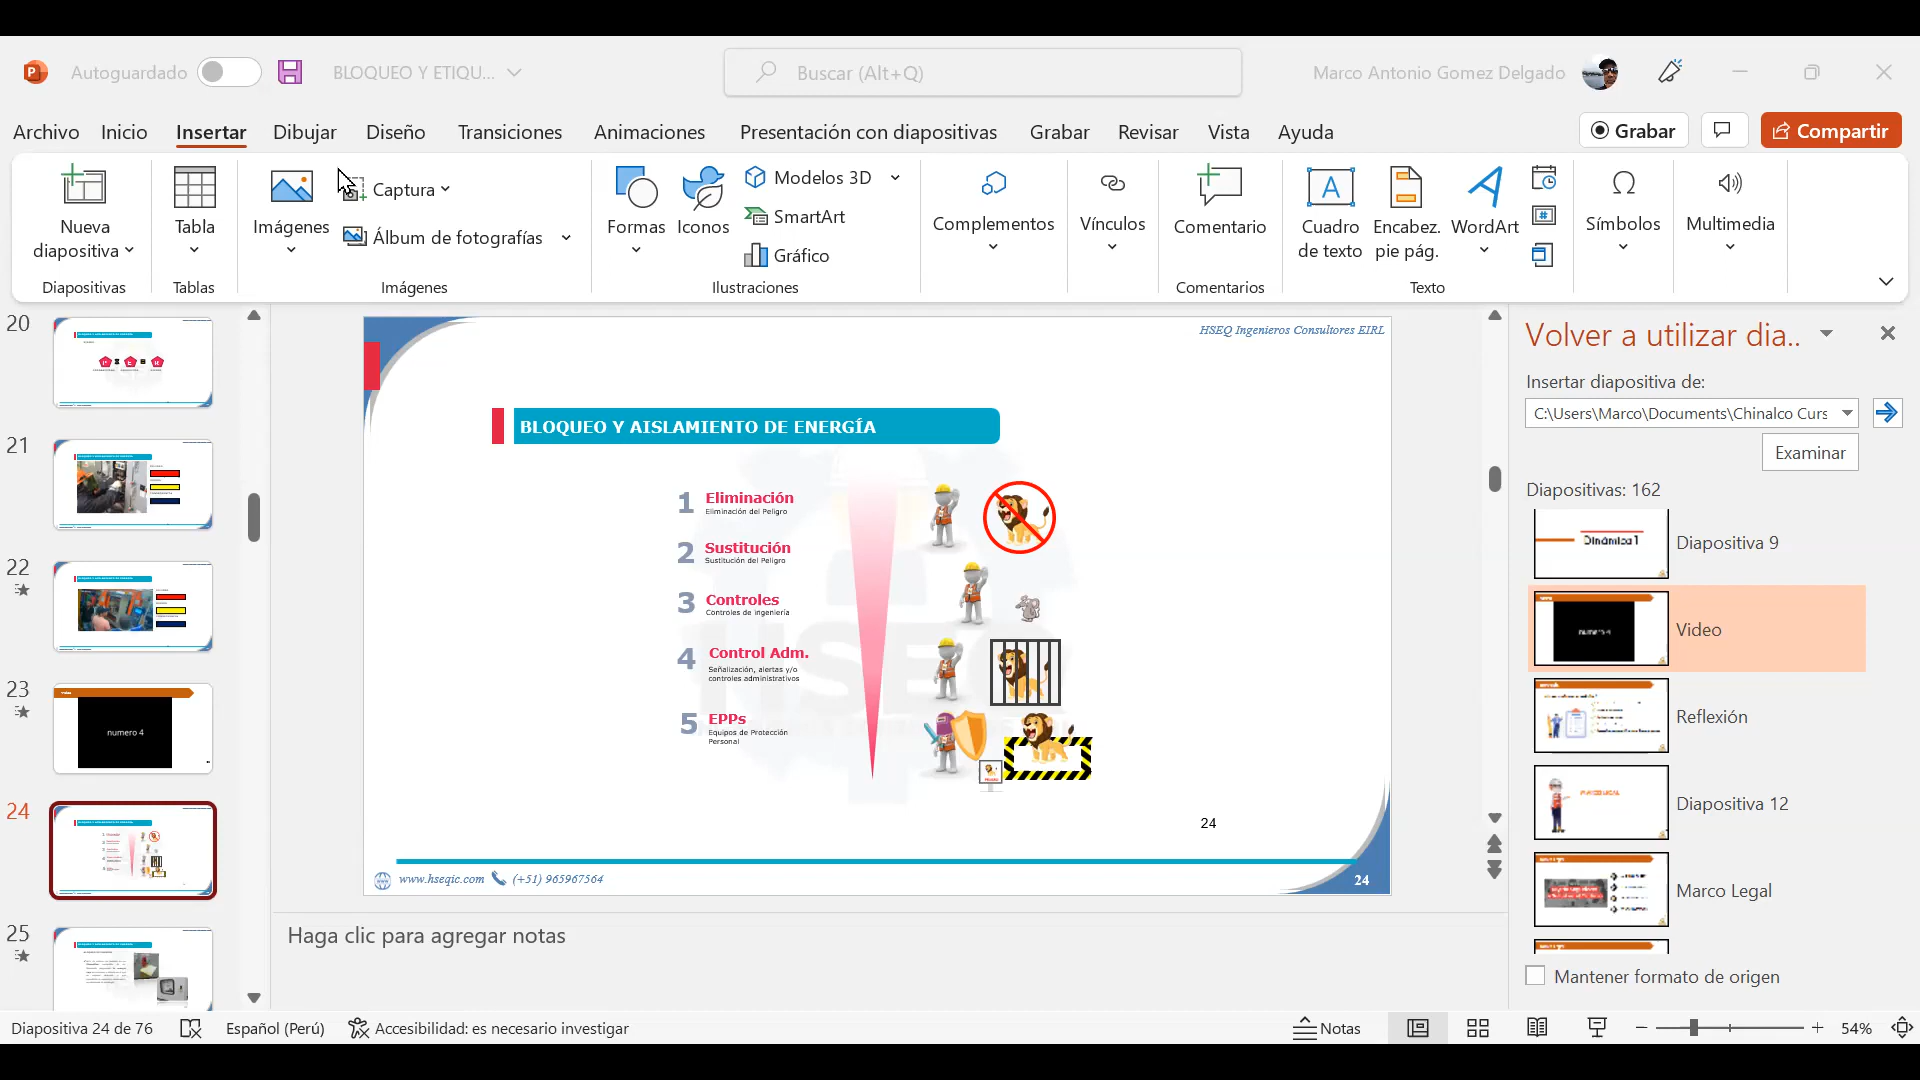 Autoguardado
BLOQUEO Y ETIQU...
Buscar (Alt+Q)
Marco Antonio Gomez Delgado
Archivo
Inicio
Insertar
Dibujar
Diseño
Transiciones
Animaciones
Presentación con diapositivas
Grabar
Revisar
Vista
Ayuda
Grabar
Compartir
Nueva
diapositiva
Diapositivas
Tabla
Tablas
Imágenes
Captura
Álbum de fotografías
Imágenes
Formas
Iconos
Modelos 3D
SmartArt
Gráfico
Ilustraciones
Complementos
Vínculos
Comentario
Comentarios
Cuadro
de texto
Encabez.
pie pág.
WordArt
Texto
Símbolos
Multimedia
20
21
22
23
numero 4
24
25
HSEQ Ingenieros Consultores EIRL
BLOQUEO Y AISLAMIENTO DE ENERGÍA
1 Eliminación
Eliminación del Peligro
2 Sustitución
Sustitución del Peligro
3 Controles
Controles de ingeniería
4 Control Adm.
Señalización, alertas y/o
controles administrativos
5 EPPs
Equipos de Protección
Personal
24
www.hseqic.com
(+51) 965967564
24
Haga clic para agregar notas
Volver a utilizar dia..
Insertar diapositiva de:
C:\Users\Marco\Documents\Chinalco Curs
Examinar
Diapositivas: 162
Dinámica 1
Diapositiva 9
numero 4
Video
Reflexión
Diapositiva 12
Marco Legal
Mantener formato de origen
Diapositiva 24 de 76
Español (Perú)
Accesibilidad: es necesario investigar
Notas
54%